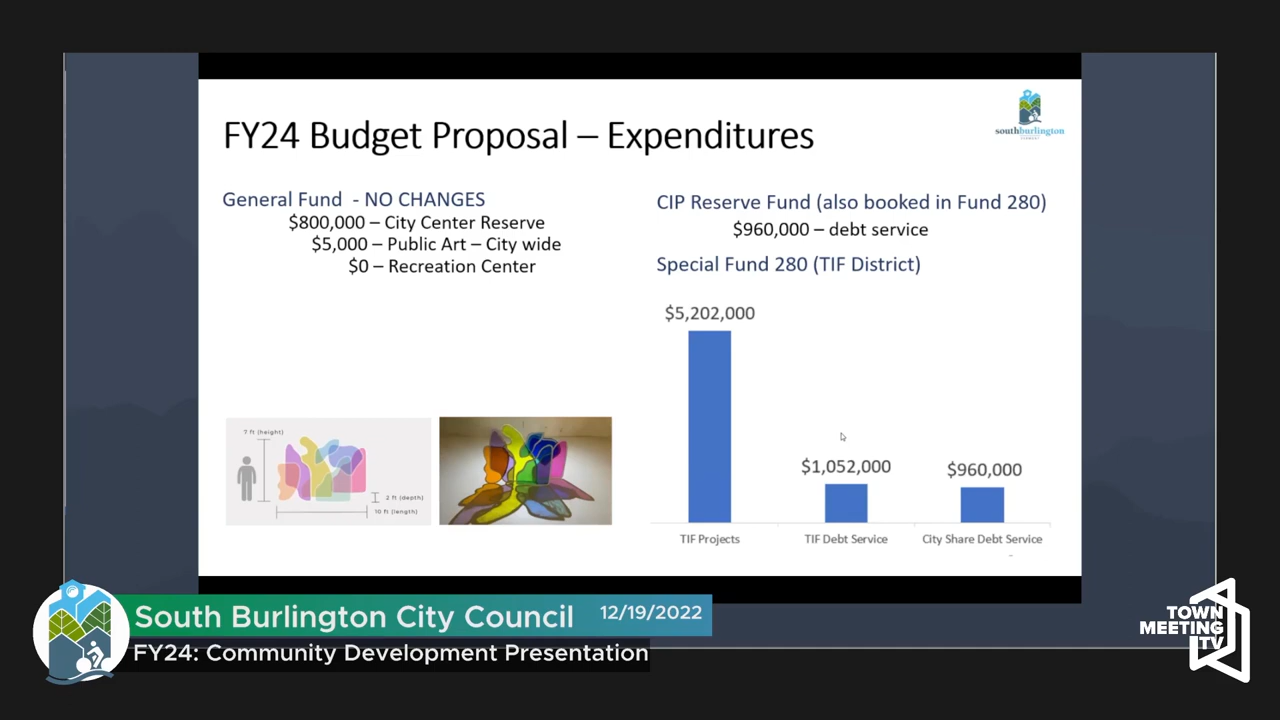 FY24 Budget Proposal – Expenditures
southburlington
General Fund - NO CHANGES
$800,000 – City Center Reserve
$5,000 – Public Art – City wide
$0 – Recreation Center
CIP Reserve Fund (also booked in Fund 280)
$960,000 – debt service
Special Fund 280 (TIF District)
$5,202,000
$1,052,000
$960,000
TIF Projects
TIF Debt Service
City Share Debt Service
7 ft (height)
2 ft (depth)
10 ft (length)
South Burlington City Council
12/19/2022
FY24: Community Development Presentation
TOWN
MEETING
TV